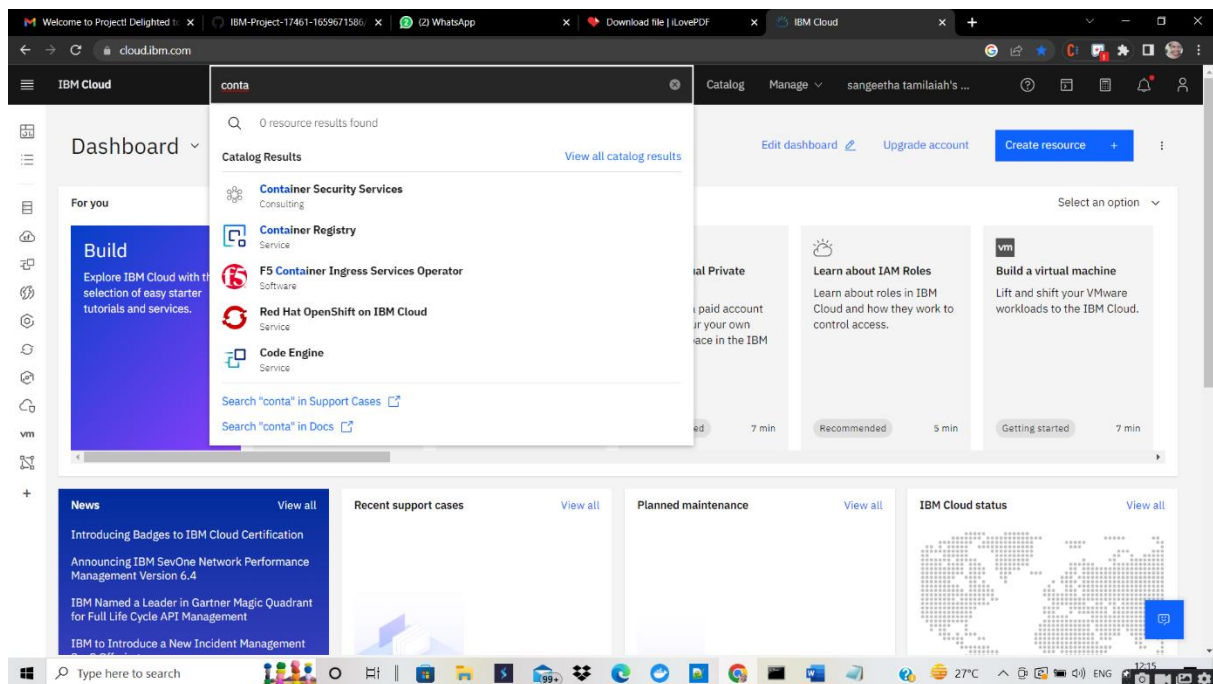 Welcome to Project! Delighted to
IBM-Project-17461-1659671586/
(2) WhatsApp
Download file | iLovePDF
IBM Cloud
cloud.ibm.com
IBM Cloud
conta
Catalog
Manage
sangeetha tamilaiah's ...
0 resource results found
Catalog Results
View all catalog results
Container Security Services
Consulting
Container Registry
Service
F5 Container Ingress Services Operator
Software
Red Hat OpenShift on IBM Cloud
Service
Code Engine
Service
Search "conta" in Support Cases
Search "conta" in Docs
Dashboard
Edit dashboard
Upgrade account
Create resource +
For you
Select an option
Build
Explore IBM Cloud with th
selection of easy starter
tutorials and services.
ual Private
paid account
ur your own
pace in the IBM
ed
7 min
Learn about IAM Roles
Learn about roles in IBM
Cloud and how they work to
control access.
Recommended
5 min
vm
Build a virtual machine
Lift and shift your VMware
workloads to the IBM Cloud.
Getting started
7 min
vm
News
View all
Introducing Badges to IBM Cloud Certification
Announcing IBM SevOne Network Performance
Management Version 6.4
IBM Named a Leader in Gartner Magic Quadrant
for Full Life Cycle API Management
IBM to Introduce a New Incident Management
Recent support cases
View all
Planned maintenance
View all
IBM Cloud status
View all
Type here to search
99+
27°C
ENG
12:15